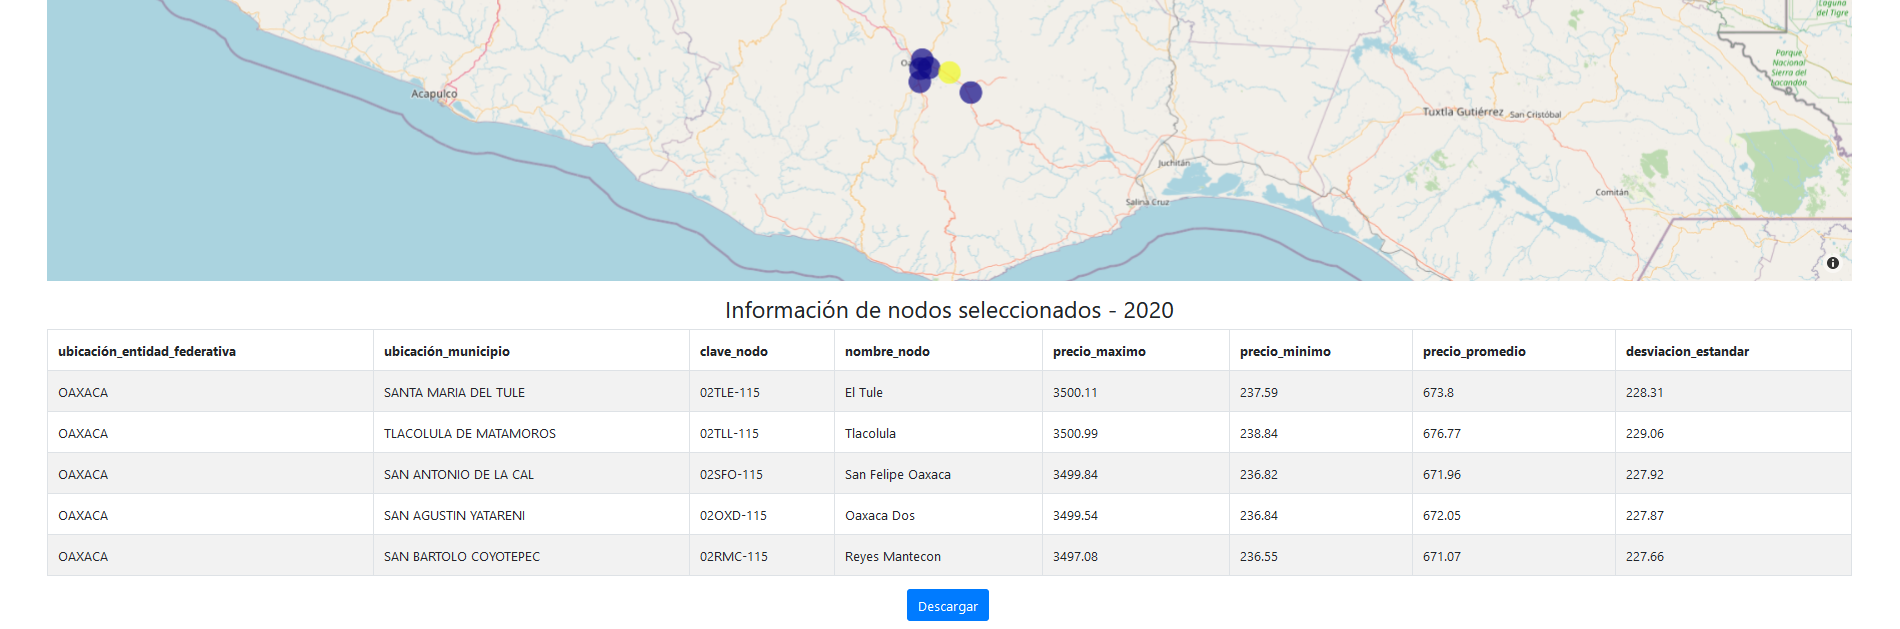 Laguna
del Tigre
Parque
Nacional
Sierra del
Lacandón
Acapulco
Tuxtla Gutiérrez
San Cristóbal
Juchitán
Comitán
Salina Cruz
Información de nodos seleccionados - 2020
ubicación_entidad_federativa ubicación_municipio clave_nodo nombre_nodo precio_maximo precio_minimo precio_promedio desviacion_estandar
OAXACA SANTA MARIA DEL TULE 02TLE-115 El Tule 3500.11 237.59 673.8 228.31
OAXACA TLACOLULA DE MATAMOROS 02TLL-115 Tlacolula 3500.99 238.84 676.77 229.06
OAXACA SAN ANTONIO DE LA CAL 02SFO-115 San Felipe Oaxaca 3499.84 236.82 671.96 227.92
OAXACA SAN AGUSTIN YATARENI 02OXD-115 Oaxaca Dos 3499.54 236.84 672.05 227.87
OAXACA SAN BARTOLO COYOTEPEC 02RMC-115 Reyes Mantecon 3497.08 236.55 671.07 227.66
Descargar